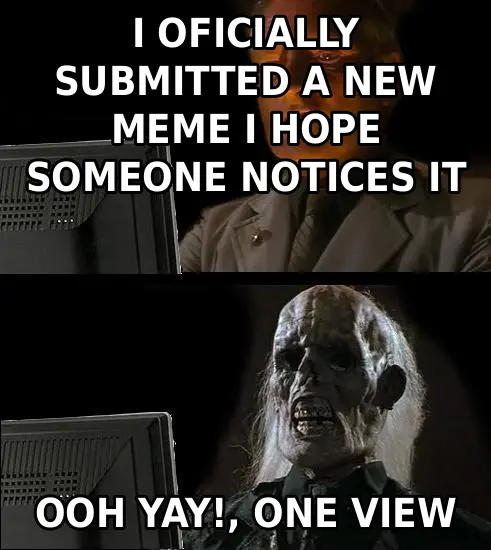 I OFICIALLY
SUBMITTED A NEW
MEME I HOPE
SOMEONE NOTICES IT
OOH YAY!, ONE VIEW